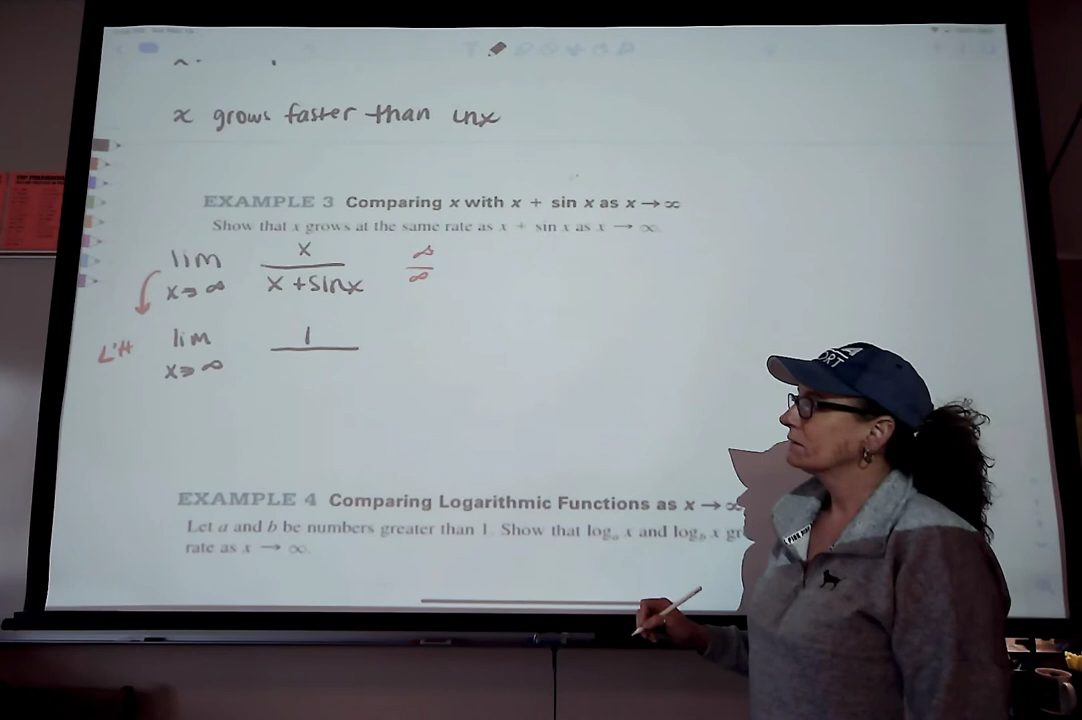 x grows faster than lnx
EXAMPLE 3 Comparing x with x + sin x as x → ∞
Show that x grows at the same rate as x + sin x as x → ∞.
lim x ∞
x→∞ x + sinx ∞
L'H lim 1
x→∞
EXAMPLE 4 Comparing Logarithmic Functions as x → ∞
Let a and b be numbers greater than 1. Show that logₐ x and log_b x gr
rate as x → ∞.